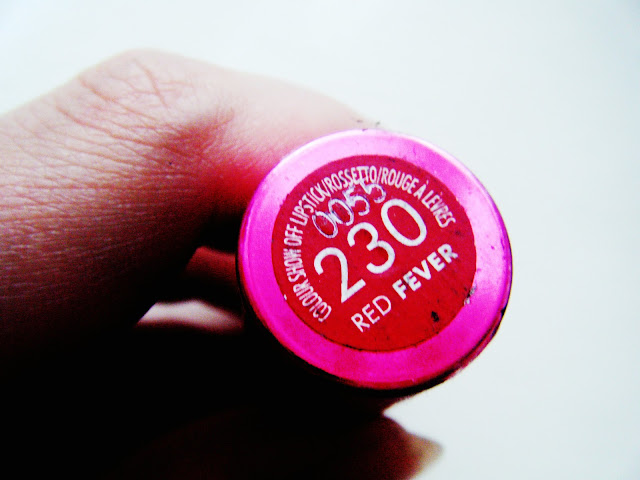 COLOUR SHOW OFF LIPSTICK/ROSSETTO/ROUGE À LÈVRES
0055
230
RED FEVER